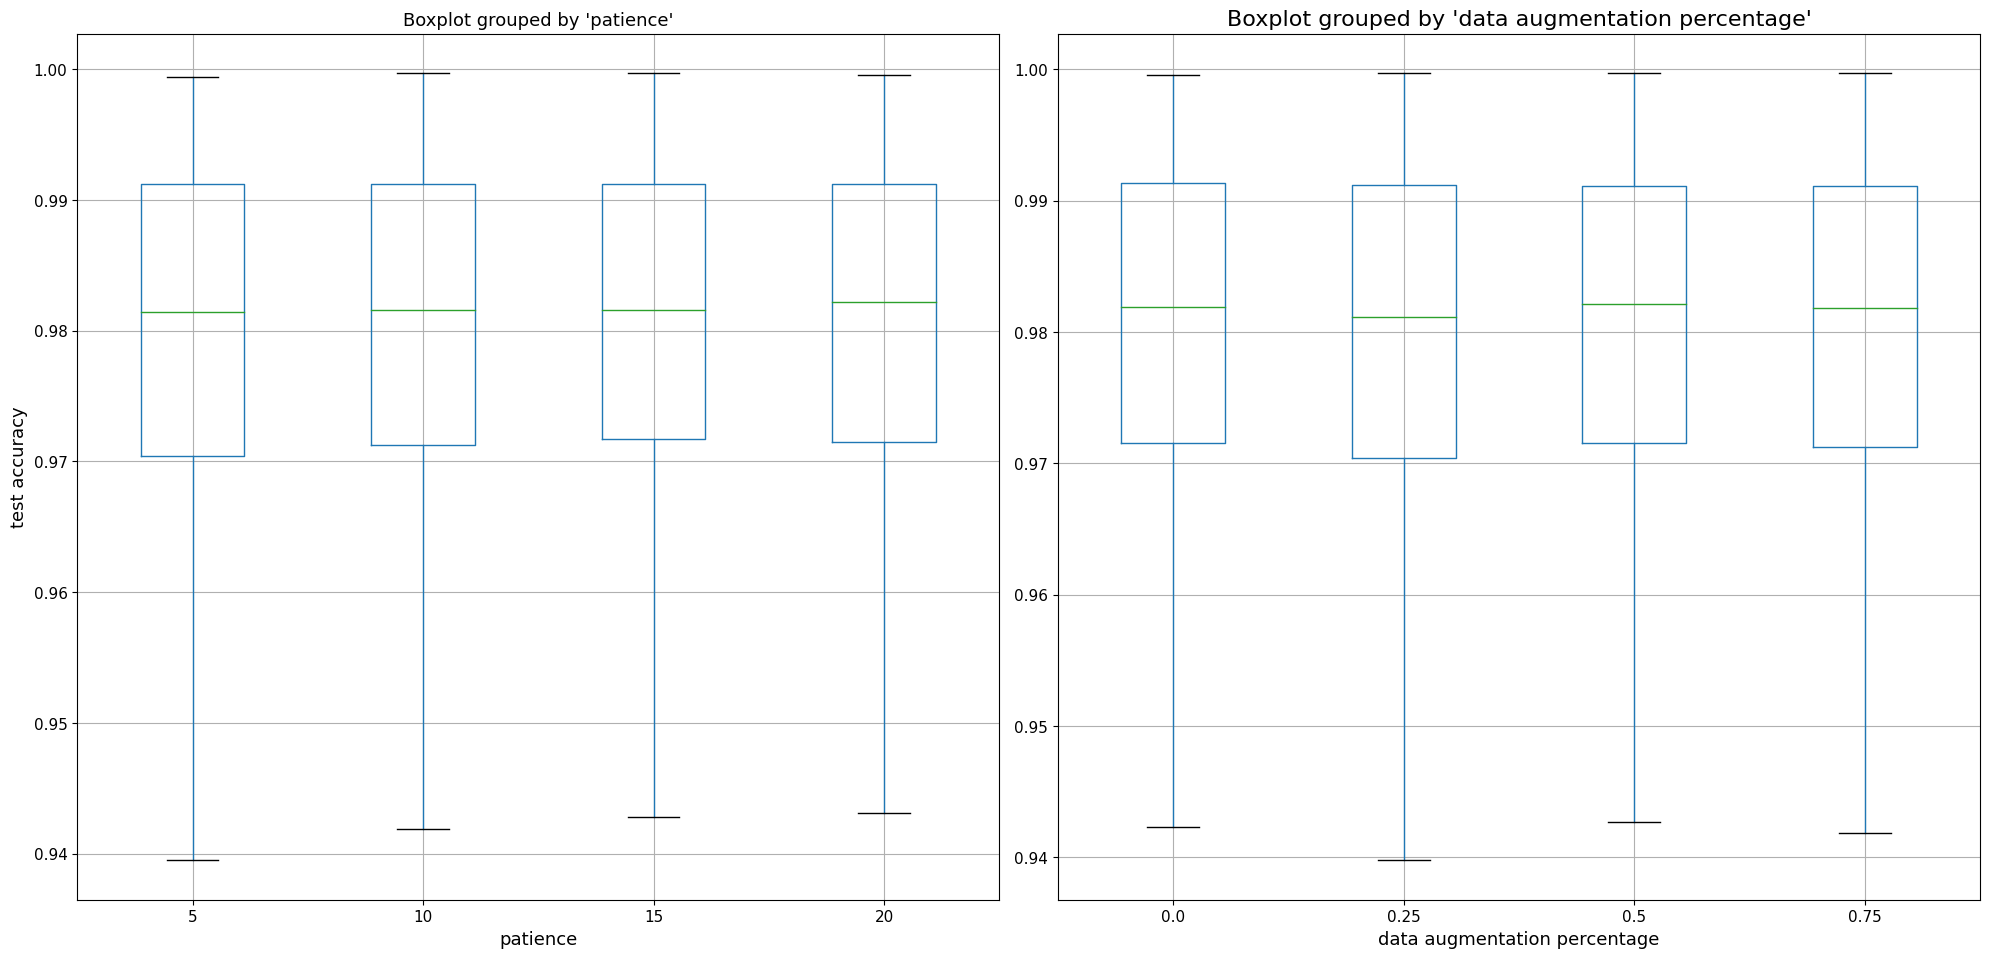 Boxplot grouped by 'patience'
test accuracy
1.00
0.99
0.98
0.97
0.96
0.95
0.94
5 10 15 20
patience
Boxplot grouped by 'data augmentation percentage'
1.00
0.99
0.98
0.97
0.96
0.95
0.94
0.0 0.25 0.5 0.75
data augmentation percentage